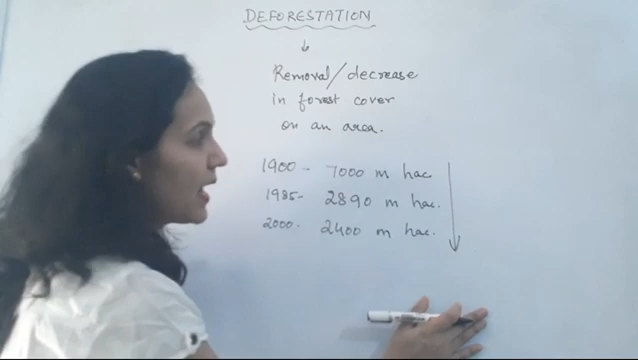 DEFORESTATION
Removal/decrease
in forest cover
on an area.
1900 - 7000 m hac
1985- 2890 m hac.
2000. 2400 m hac.